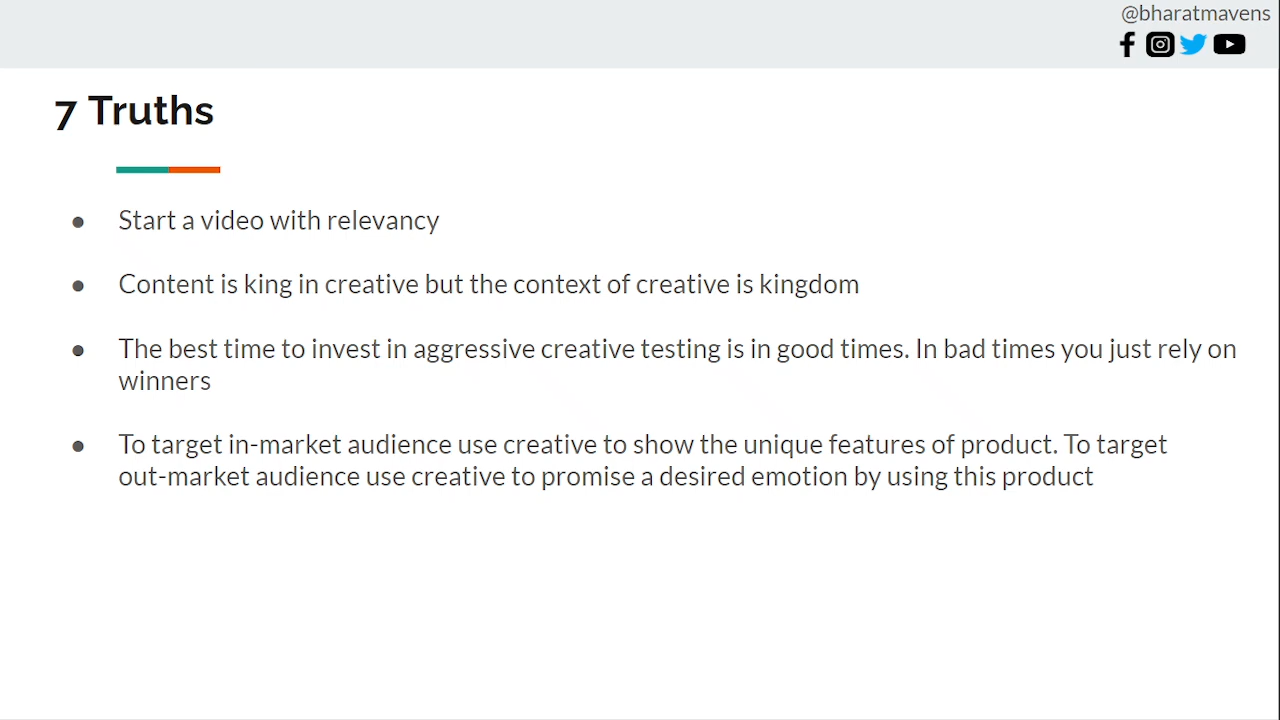 @bharatmavens
7 Truths
● Start a video with relevancy
● Content is king in creative but the context of creative is kingdom
● The best time to invest in aggressive creative testing is in good times. In bad times you just rely on
winners
● To target in-market audience use creative to show the unique features of product. To target
out-market audience use creative to promise a desired emotion by using this product